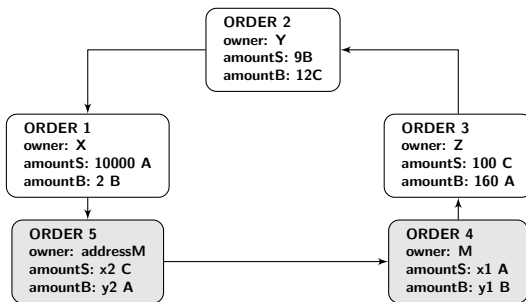 ORDER 2
owner: Y
amountS: 9B
amountB: 12C
ORDER 1
owner: X
amountS: 10000 A
amountB: 2 B
ORDER 3
owner: Z
amountS: 100 C
amountB: 160 A
ORDER 5
owner: addressM
amountS: x2 C
amountB: y2 A
ORDER 4
owner: M
amountS: x1 A
amountB: y1 B